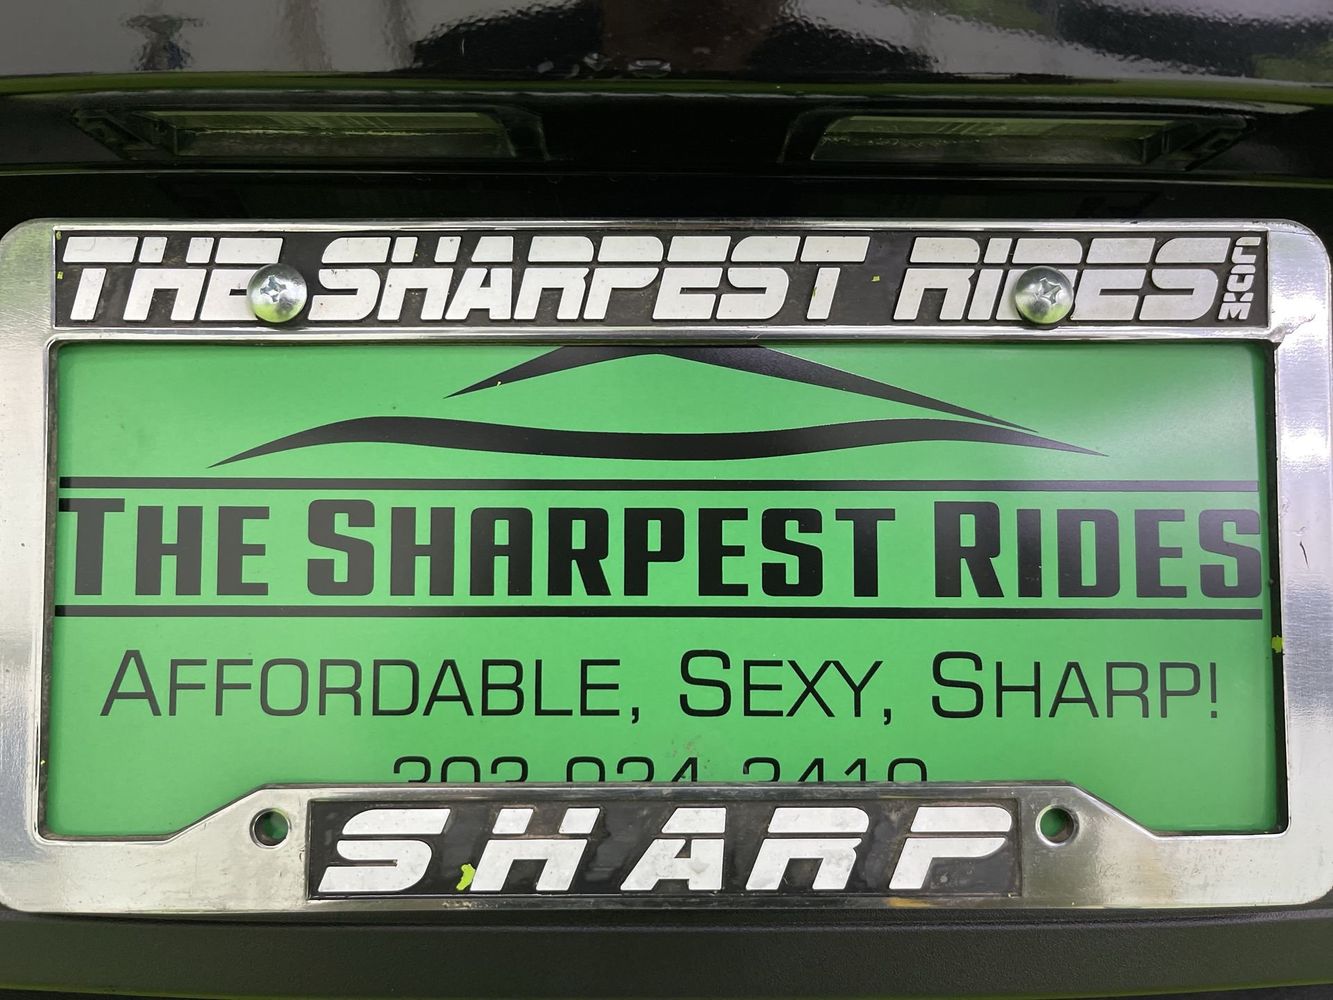 THE SHARPEST RIDES.COM
THE SHARPEST RIDES
AFFORDABLE, SEXY, SHARP!
SHARP